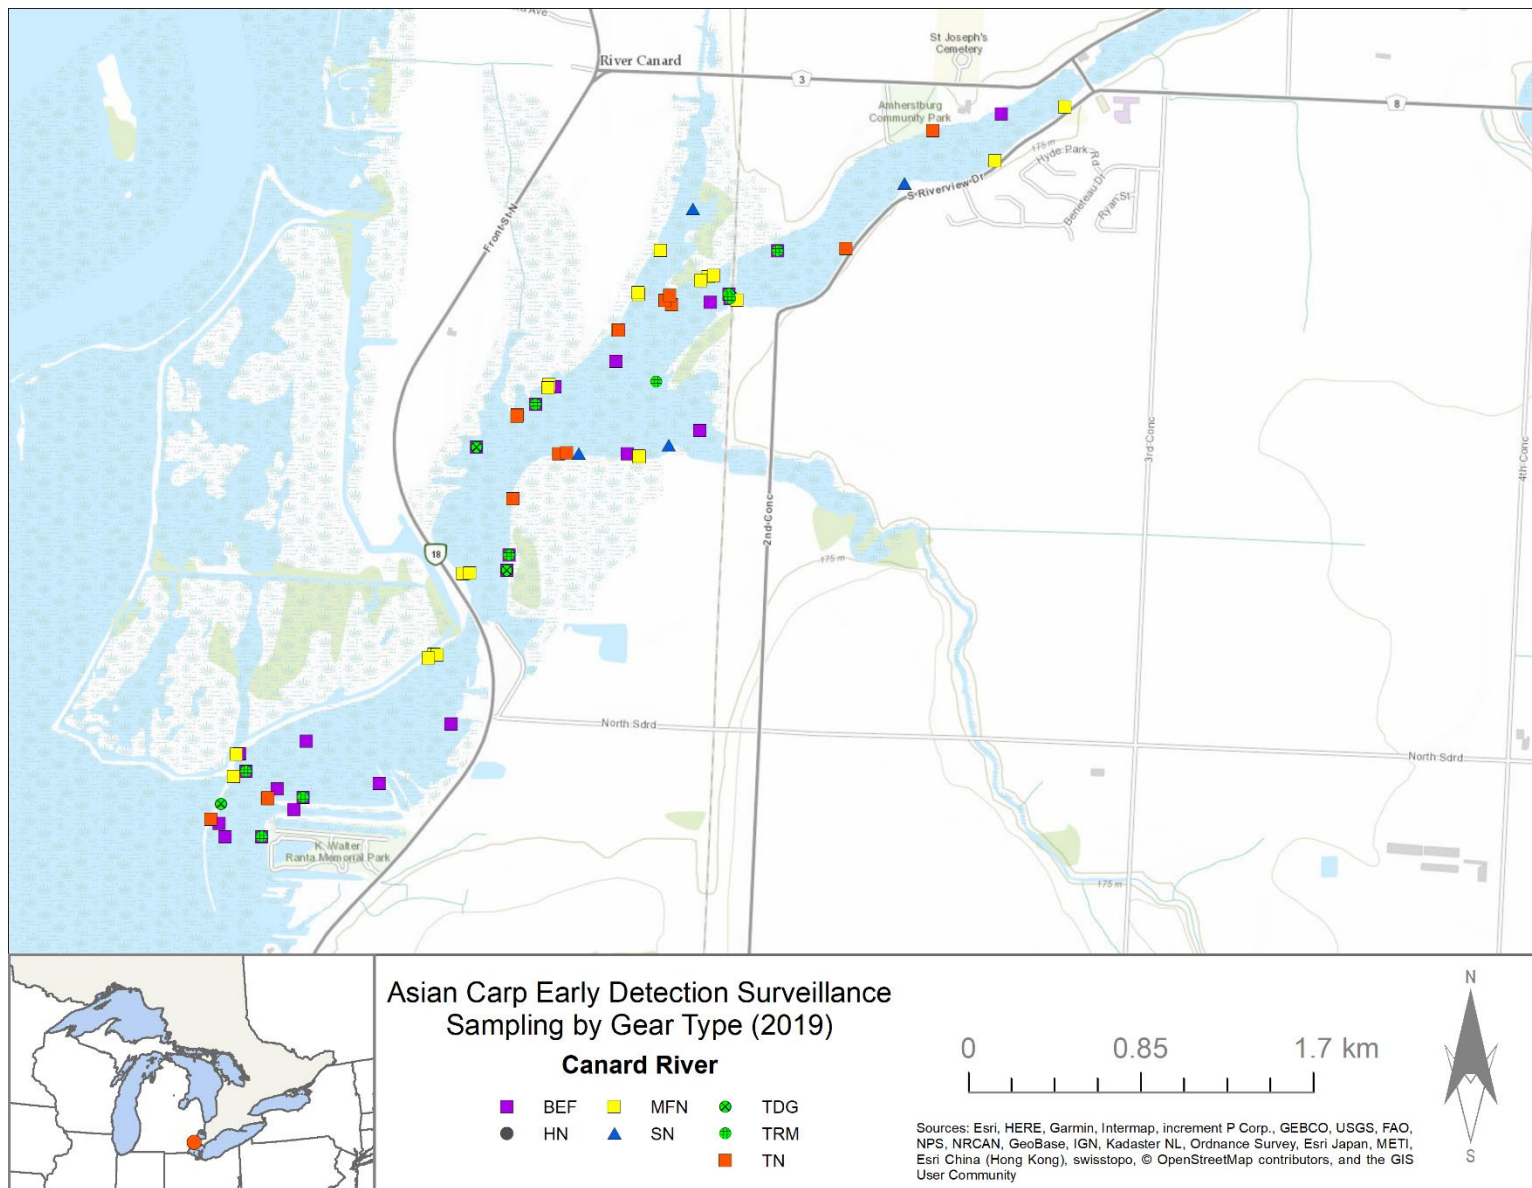 River Canard
St Joseph's
Cemetery
3
8
Amherstburg
Community Park
175 m
Hyde Park
Rd
Beneteau Dr
Ryan St
S Riverview Dr
Front St N
3rd Conc
4th Conc
2nd Conc
18
175 m
North Sdrd
North Sdrd
K. Walter
Ranta Memorial Park
175 m
Asian Carp Early Detection Surveillance
Sampling by Gear Type (2019)
Canard River
BEF MFN TDG
HN SN TRM
TN
0 0.85 1.7 km
N
S
Sources: Esri, HERE, Garmin, Intermap, increment P Corp., GEBCO, USGS, FAO,
NPS, NRCAN, GeoBase, IGN, Kadaster NL, Ordnance Survey, Esri Japan, METI,
Esri China (Hong Kong), swisstopo, © OpenStreetMap contributors, and the GIS
User Community